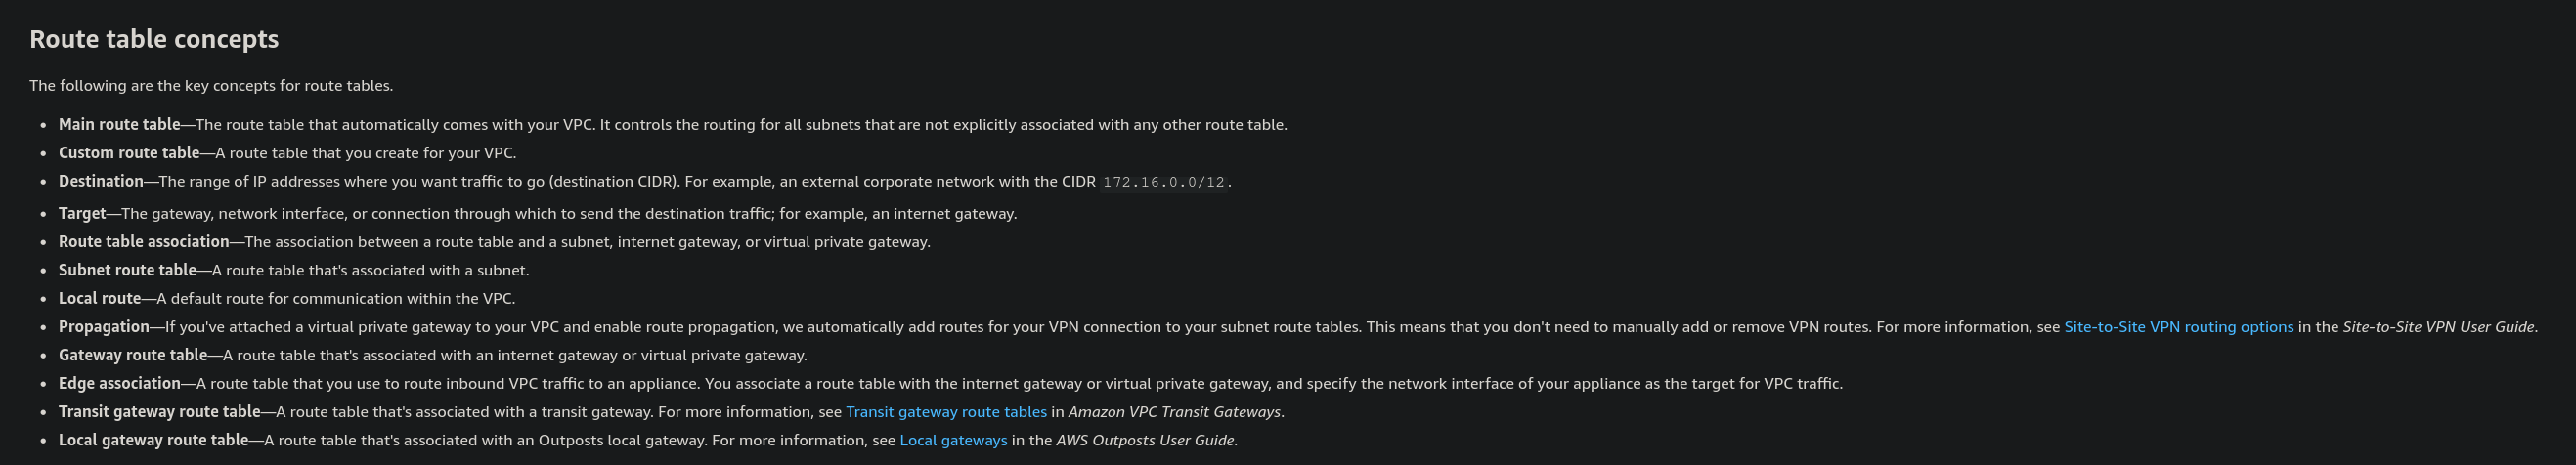 Route table concepts
The following are the key concepts for route tables.
• Main route table—The route table that automatically comes with your VPC. It controls the routing for all subnets that are not explicitly associated with any other route table.
• Custom route table—A route table that you create for your VPC.
• Destination—The range of IP addresses where you want traffic to go (destination CIDR). For example, an external corporate network with the CIDR 172.16.0.0/12.
• Target—The gateway, network interface, or connection through which to send the destination traffic; for example, an internet gateway.
• Route table association—The association between a route table and a subnet, internet gateway, or virtual private gateway.
• Subnet route table—A route table that's associated with a subnet.
• Local route—A default route for communication within the VPC.
• Propagation—If you've attached a virtual private gateway to your VPC and enable route propagation, we automatically add routes for your VPN connection to your subnet route tables. This means that you don't need to manually add or remove VPN routes. For more information, see Site-to-Site VPN routing options in the Site-to-Site VPN User Guide.
• Gateway route table—A route table that's associated with an internet gateway or virtual private gateway.
• Edge association—A route table that you use to route inbound VPC traffic to an appliance. You associate a route table with the internet gateway or virtual private gateway, and specify the network interface of your appliance as the target for VPC traffic.
• Transit gateway route table—A route table that's associated with a transit gateway. For more information, see Transit gateway route tables in Amazon VPC Transit Gateways.
• Local gateway route table—A route table that's associated with an Outposts local gateway. For more information, see Local gateways in the AWS Outposts User Guide.